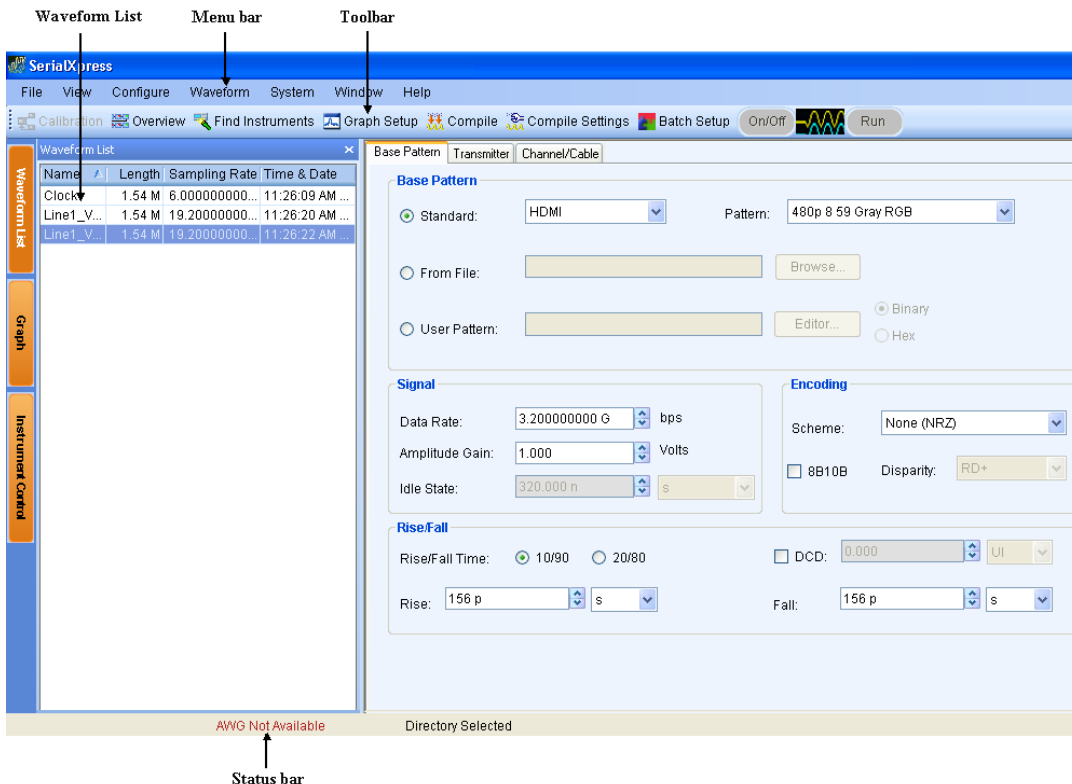 Waveform List Menu bar Toolbar
SerialXpress
File View Configure Waveform System Window Help
Calibration Overview Find Instruments Graph Setup Compile Compile Settings Batch Setup On/Off Run
Waveform List
Graph
Instrument Control
Waveform List ×
Name Length Sampling Rate Time & Date
Clock 1.54 M 6.000000000... 11:26:09 AM ...
Line1_V... 1.54 M 19.20000000... 11:26:20 AM ...
Line1_V... 1.54 M 19.20000000... 11:26:22 AM ...
Base Pattern Transmitter Channel/Cable
Base Pattern
Standard: HDMI Pattern: 480p 8 59 Gray RGB
From File: Browse...
User Pattern: Editor... Binary
Hex
Signal
Data Rate: 3.200000000 G bps
Amplitude Gain: 1.000 Volts
Idle State: 320.000 n s
Encoding
Scheme: None (NRZ)
8B10B Disparity: RD+
Rise/Fall
Rise/Fall Time: 10/90 20/80 DCD: 0.000 UI
Rise: 156 p s Fall: 156 p s
AWG Not Available Directory Selected
Status bar